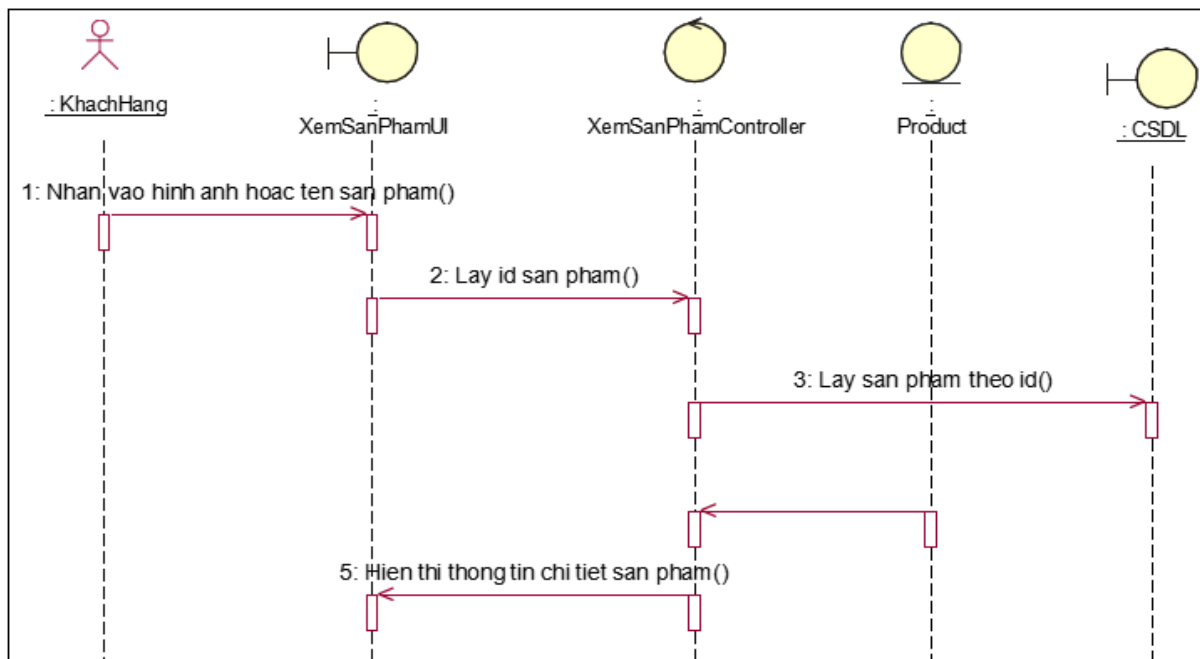 : KhachHang
:
XemSanPhamUI
:
XemSanPhamController
:
Product
: CSDL
1: Nhan vao hinh anh hoac ten san pham()
2: Lay id san pham()
3: Lay san pham theo id()
5: Hien thi thong tin chi tiet san pham()